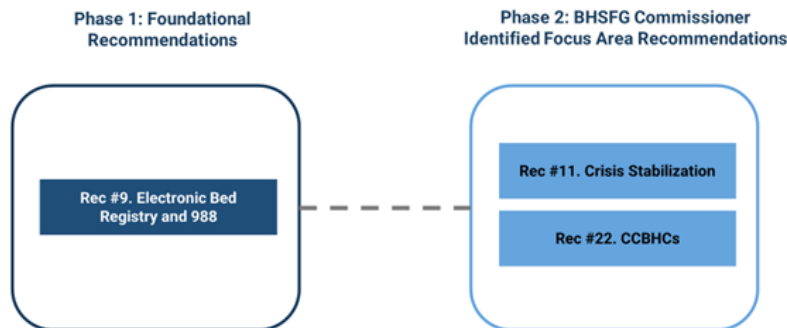 Phase 1: Foundational
Recommendations
Phase 2: BHSFG Commissioner
Identified Focus Area Recommendations
Rec #9. Electronic Bed
Registry and 988
Rec #11. Crisis Stabilization
Rec #22. CCBHCs